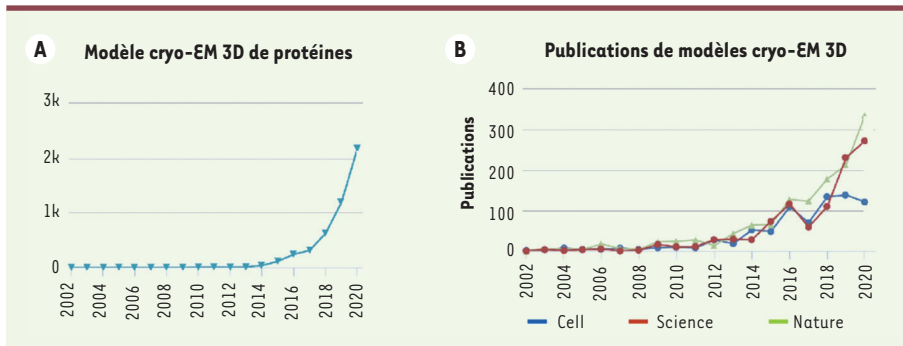 A
Modèle cryo-EM 3D de protéines
3k
2k
1k
0
2002
2004
2006
2008
2010
2012
2014
2016
2018
2020
B
Publications de modèles cryo-EM 3D
Publications
400
300
200
100
0
2002
2004
2006
2008
2010
2012
2014
2016
2018
2020
Cell
Science
Nature